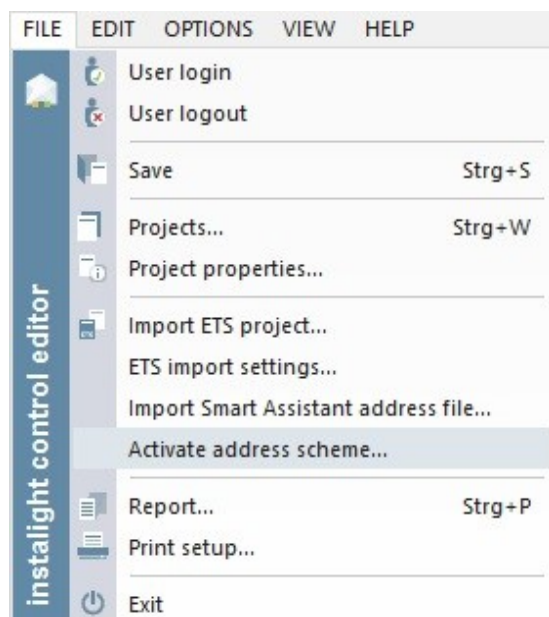 FILE EDIT OPTIONS VIEW HELP
User login
User logout
Save Strg+S
Projects... Strg+W
Project properties...
Import ETS project...
ETS import settings...
Import Smart Assistant address file...
Activate address scheme...
Report... Strg+P
Print setup...
Exit
instalight control editor